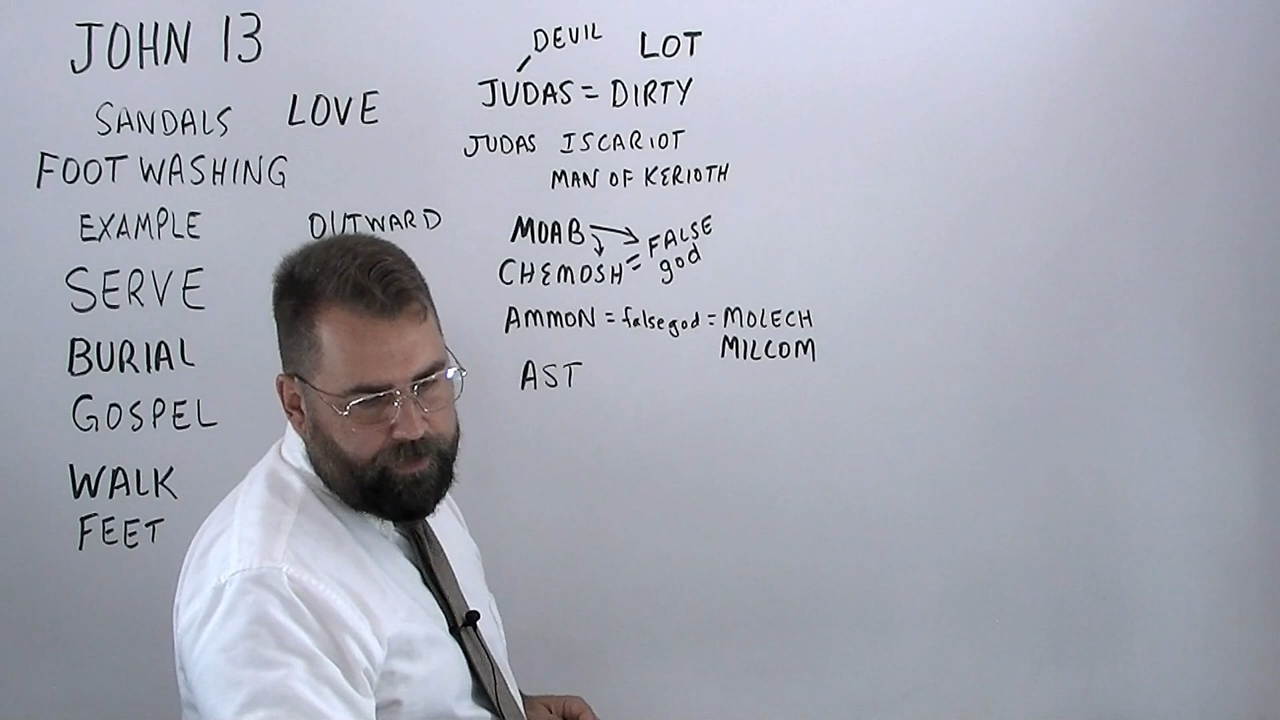 JOHN 13
SANDALS LOVE
FOOT WASHING
EXAMPLE OUTWARD
SERVE
BURIAL
GOSPEL
WALK
FEET
DEVIL LOT
JUDAS = DIRTY
JUDAS ISCARIOT
MAN OF KERIOTH
MOAB → FALSE
CHEMOSH = god
AMMON = false god = MOLECH
MILCOM
AST